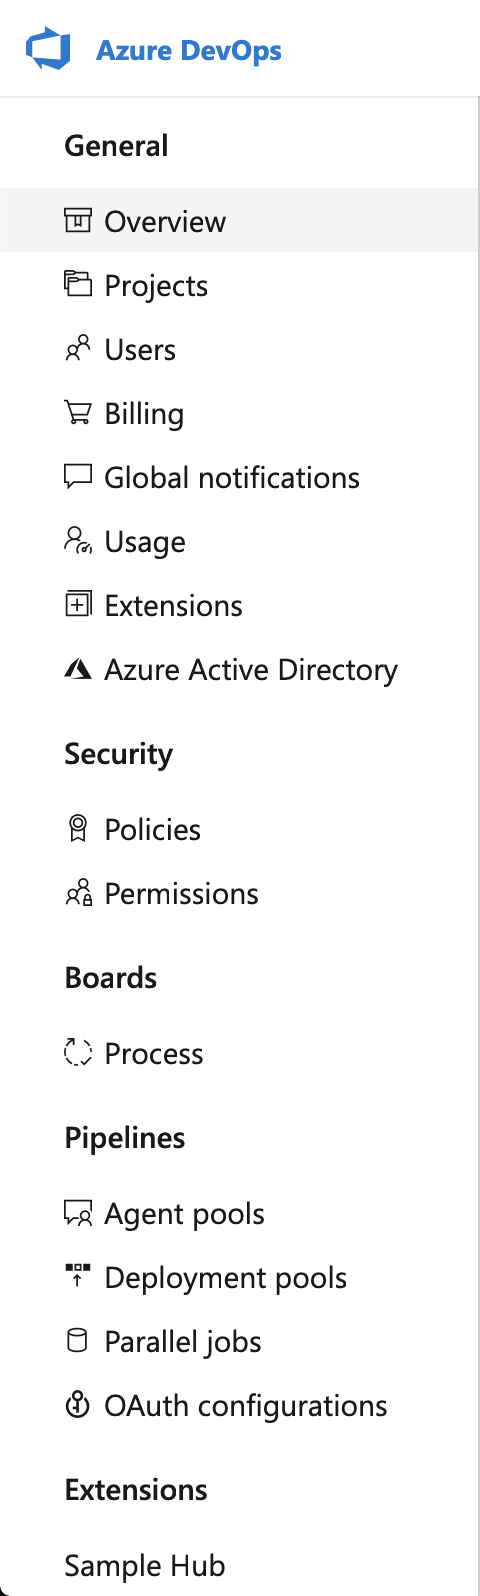 Azure DevOps
General
Overview
Projects
Users
Billing
Global notifications
Usage
Extensions
Azure Active Directory
Security
Policies
Permissions
Boards
Process
Pipelines
Agent pools
Deployment pools
Parallel jobs
OAuth configurations
Extensions
Sample Hub